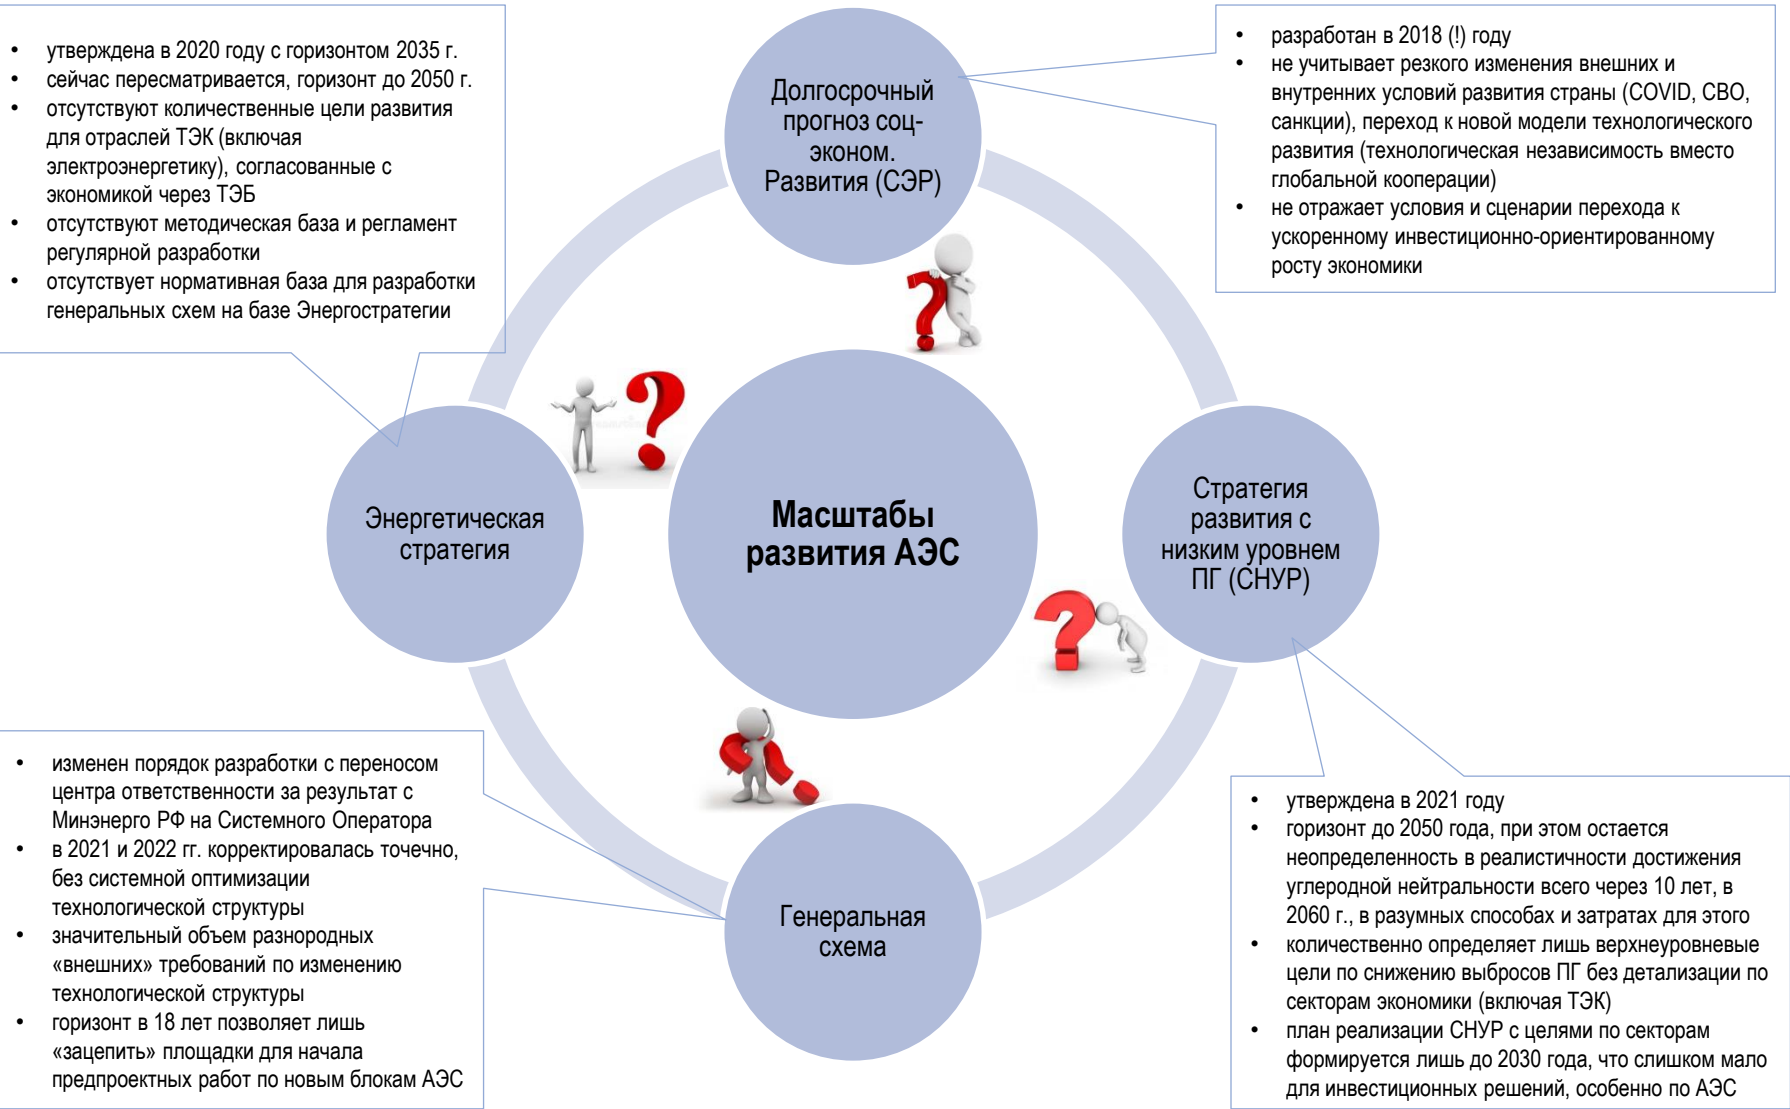 • утверждена в 2020 году с горизонтом 2035 г.
• сейчас пересматривается, горизонт до 2050 г.
• отсутствуют количественные цели развития
для отраслей ТЭК (включая
электроэнергетику), согласованные с
экономикой через ТЭБ
• отсутствуют методическая база и регламент
регулярной разработки
• отсутствует нормативная база для разработки
генеральных схем на базе Энергостратегии
Долгосрочный
прогноз соц-
эконом.
Развития (СЭР)
• разработан в 2018 (!) году
• не учитывает резкого изменения внешних и
внутренних условий развития страны (COVID, СВО,
санкции), переход к новой модели технологического
развития (технологическая независимость вместо
глобальной кооперации)
• не отражает условия и сценарии перехода к
ускоренному инвестиционно-ориентированному
росту экономики
Энергетическая
стратегия
Масштабы
развития АЭС
Стратегия
развития с
низким уровнем
ПГ (СНУР)
• изменен порядок разработки с переносом
центра ответственности за результат с
Минэнерго РФ на Системного Оператора
• в 2021 и 2022 гг. корректировалась точечно,
без системной оптимизации
технологической структуры
• значительный объем разнородных
«внешних» требований по изменению
технологической структуры
• горизонт в 18 лет позволяет лишь
«зацепить» площадки для начала
предпроектных работ по новым блокам АЭС
Генеральная
схема
• утверждена в 2021 году
• горизонт до 2050 года, при этом остается
неопределенность в реалистичности достижения
углеродной нейтральности всего через 10 лет, в
2060 г., в разумных способах и затратах для этого
• количественно определяет лишь верхнеуровневые
цели по снижению выбросов ПГ без детализации по
секторам экономики (включая ТЭК)
• план реализации СНУР с целями по секторам
формируется лишь до 2030 года, что слишком мало
для инвестиционных решений, особенно по АЭС